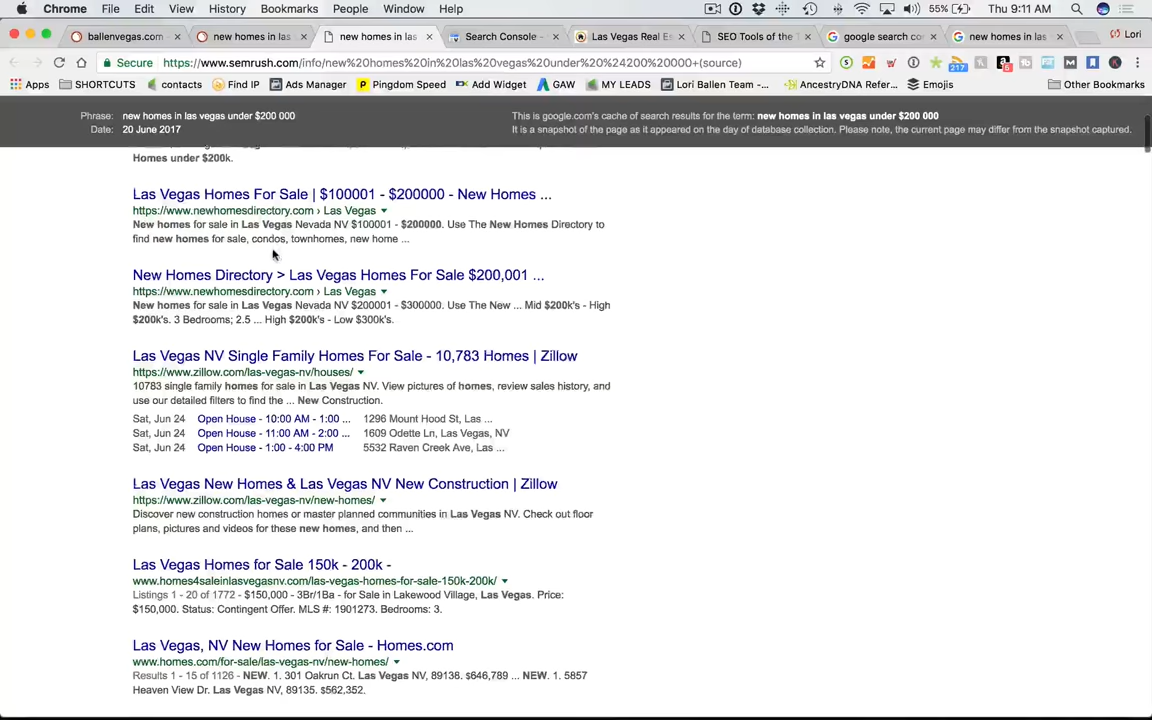 Chrome File Edit View History Bookmarks People Window Help 55% Thu 9:11 AM
ballenvegas.com - new homes in las new homes in las Search Console - Las Vegas Real Es SEO Tools of the google search co new homes in las Lori
Secure https://www.semrush.com/info/new%20homes%20in%20las%20vegas%20under%20%24200%20000+(source)
Apps SHORTCUTS contacts Find IP Ads Manager Pingdom Speed Add Widget GAW MY LEADS Lori Ballen Team - ... AncestryDNA Refer... Emojis Other Bookmarks
Phrase: new homes in las vegas under $200 000
Date: 20 June 2017
This is google.com's cache of search results for the term: new homes in las vegas under $200 000
It is a snapshot of the page as it appeared on the day of database collection. Please note, the current page may differ from the snapshot captured.
Homes under $200k.
Las Vegas Homes For Sale | $100001 - $200000 - New Homes ...
https://www.newhomesdirectory.com › Las Vegas
New homes for sale in Las Vegas Nevada NV $100001 - $200000. Use The New Homes Directory to
find new homes for sale, condos, townhomes, new home ...
New Homes Directory > Las Vegas Homes For Sale $200,001 ...
https://www.newhomesdirectory.com › Las Vegas
New homes for sale in Las Vegas Nevada NV $200001 - $300000. Use The New ... Mid $200k's - High
$200k's. 3 Bedrooms; 2.5 ... High $200k's - Low $300k's.
Las Vegas NV Single Family Homes For Sale - 10,783 Homes | Zillow
https://www.zillow.com/las-vegas-nv/houses/
10783 single family homes for sale in Las Vegas NV. View pictures of homes, review sales history, and
use our detailed filters to find the ... New Construction.
Sat, Jun 24 Open House - 10:00 AM - 1:00 ... 1296 Mount Hood St, Las ...
Sat, Jun 24 Open House - 11:00 AM - 2:00 ... 1609 Odette Ln, Las Vegas, NV
Sat, Jun 24 Open House - 1:00 - 4:00 PM 5532 Raven Creek Ave, Las ...
Las Vegas New Homes & Las Vegas NV New Construction | Zillow
https://www.zillow.com/las-vegas-nv/new-homes/
Discover new construction homes or master planned communities in Las Vegas NV. Check out floor
plans, pictures and videos for these new homes, and then ...
Las Vegas Homes for Sale 150k - 200k -
www.homes4saleinlasvegasnv.com/las-vegas-homes-for-sale-150k-200k/
Listings 1 - 20 of 1772 - $150,000 - 3Br/1Ba - for Sale in Lakewood Village, Las Vegas. Price:
$150,000. Status: Contingent Offer. MLS #: 1901273. Bedrooms: 3.
Las Vegas, NV New Homes for Sale - Homes.com
www.homes.com/for-sale/las-vegas-nv/new-homes/
Results 1 - 15 of 1126 - NEW. 1. 301 Oakrun Ct. Las Vegas NV, 89138. $646,789 ... NEW. 1. 5857
Heaven View Dr. Las Vegas NV, 89135. $562,352.